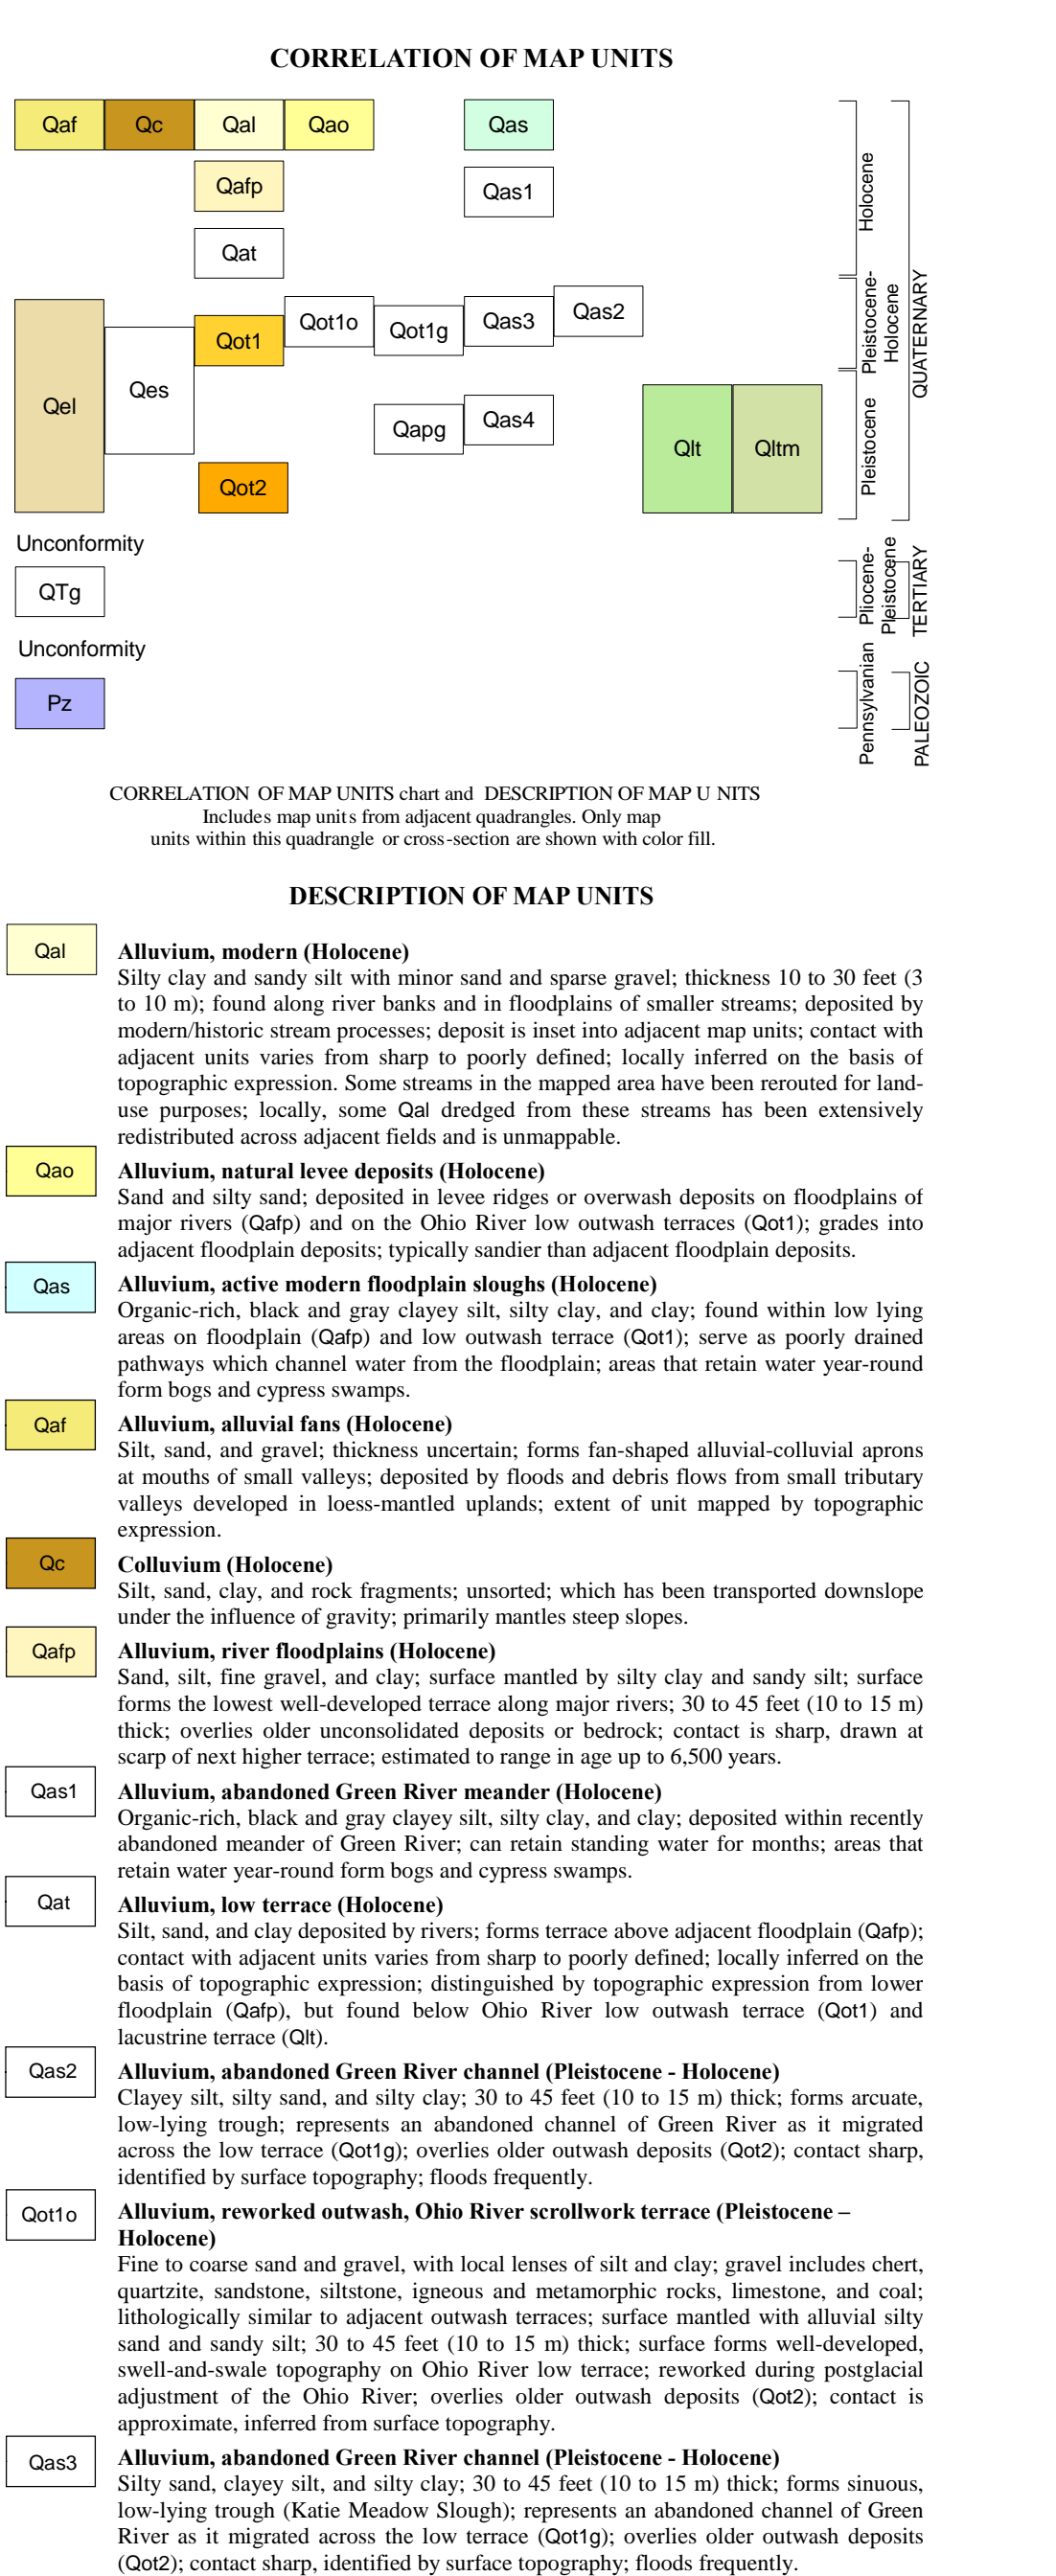 CORRELATION OF MAP UNITS
Qaf Qc Qal Qao Qas
Qafp Qas1
Qat
Qot1o Qot1g Qas3 Qas2
Qot1
Qel Qes
Qapg Qas4
Qlt Qltm
Qot2
Unconformity
QTg
Unconformity
Pz
Holocene
Pleistocene-
Holocene
Pleistocene
QUATERNARY
Pliocene-
Pleistocene
TERTIARY
Pennsylvanian
PALEOZOIC
CORRELATION OF MAP UNITS chart and DESCRIPTION OF MAP U NITS
Includes map units from adjacent quadrangles. Only map
units within this quadrangle or cross-section are shown with color fill.
DESCRIPTION OF MAP UNITS
Qal
Alluvium, modern (Holocene)
Silty clay and sandy silt with minor sand and sparse gravel; thickness 10 to 30 feet (3
to 10 m); found along river banks and in floodplains of smaller streams; deposited by
modern/historic stream processes; deposit is inset into adjacent map units; contact with
adjacent units varies from sharp to poorly defined; locally inferred on the basis of
topographic expression. Some streams in the mapped area have been rerouted for land-
use purposes; locally, some Qal dredged from these streams has been extensively
redistributed across adjacent fields and is unmappable.
Qao
Alluvium, natural levee deposits (Holocene)
Sand and silty sand; deposited in levee ridges or overwash deposits on floodplains of
major rivers (Qafp) and on the Ohio River low outwash terraces (Qot1); grades into
adjacent floodplain deposits; typically sandier than adjacent floodplain deposits.
Qas
Alluvium, active modern floodplain sloughs (Holocene)
Organic-rich, black and gray clayey silt, silty clay, and clay; found within low lying
areas on floodplain (Qafp) and low outwash terrace (Qot1); serve as poorly drained
pathways which channel water from the floodplain; areas that retain water year-round
form bogs and cypress swamps.
Qaf
Alluvium, alluvial fans (Holocene)
Silt, sand, and gravel; thickness uncertain; forms fan-shaped alluvial-colluvial aprons
at mouths of small valleys; deposited by floods and debris flows from small tributary
valleys developed in loess-mantled uplands; extent of unit mapped by topographic
expression.
Qc
Colluvium (Holocene)
Silt, sand, clay, and rock fragments; unsorted; which has been transported downslope
under the influence of gravity; primarily mantles steep slopes.
Qafp
Alluvium, river floodplains (Holocene)
Sand, silt, fine gravel, and clay; surface mantled by silty clay and sandy silt; surface
forms the lowest well-developed terrace along major rivers; 30 to 45 feet (10 to 15 m)
thick; overlies older unconsolidated deposits or bedrock; contact is sharp, drawn at
scarp of next higher terrace; estimated to range in age up to 6,500 years.
Qas1
Alluvium, abandoned Green River meander (Holocene)
Organic-rich, black and gray clayey silt, silty clay, and clay; deposited within recently
abandoned meander of Green River; can retain standing water for months; areas that
retain water year-round form bogs and cypress swamps.
Qat
Alluvium, low terrace (Holocene)
Silt, sand, and clay deposited by rivers; forms terrace above adjacent floodplain (Qafp);
contact with adjacent units varies from sharp to poorly defined; locally inferred on the
basis of topographic expression; distinguished by topographic expression from lower
floodplain (Qafp), but found below Ohio River low outwash terrace (Qot1) and
lacustrine terrace (Qlt).
Qas2
Alluvium, abandoned Green River channel (Pleistocene - Holocene)
Clayey silt, silty sand, and silty clay; 30 to 45 feet (10 to 15 m) thick; forms arcuate,
low-lying trough; represents an abandoned channel of Green River as it migrated
across the low terrace (Qot1g); overlies older outwash deposits (Qot2); contact sharp,
identified by surface topography; floods frequently.
Qot1o
Alluvium, reworked outwash, Ohio River scrollwork terrace (Pleistocene –
Holocene)
Fine to coarse sand and gravel, with local lenses of silt and clay; gravel includes chert,
quartzite, sandstone, siltstone, igneous and metamorphic rocks, limestone, and coal;
lithologically similar to adjacent outwash terraces; surface mantled with alluvial silty
sand and sandy silt; 30 to 45 feet (10 to 15 m) thick; surface forms well-developed,
swell-and-swale topography on Ohio River low terrace; reworked during postglacial
adjustment of the Ohio River; overlies older outwash deposits (Qot2); contact is
approximate, inferred from surface topography.
Qas3
Alluvium, abandoned Green River channel (Pleistocene - Holocene)
Silty sand, clayey silt, and silty clay; 30 to 45 feet (10 to 15 m) thick; forms sinuous,
low-lying trough (Katie Meadow Slough); represents an abandoned channel of Green
River as it migrated across the low terrace (Qot1g); overlies older outwash deposits
(Qot2); contact sharp, identified by surface topography; floods frequently.